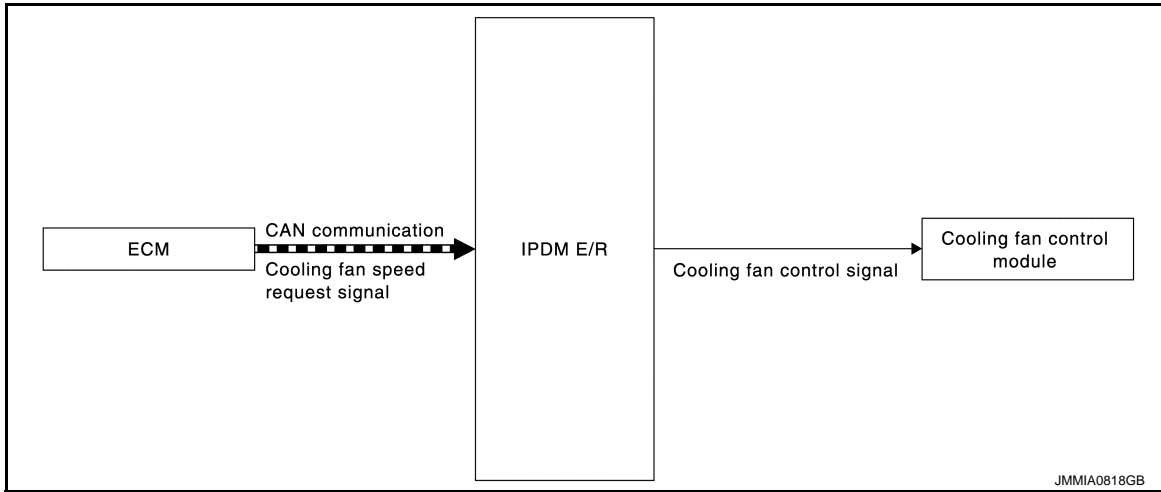 ECM
CAN communication
Cooling fan speed
request signal
IPDM E/R
Cooling fan control signal
Cooling fan control
module
JMMIA0818GB